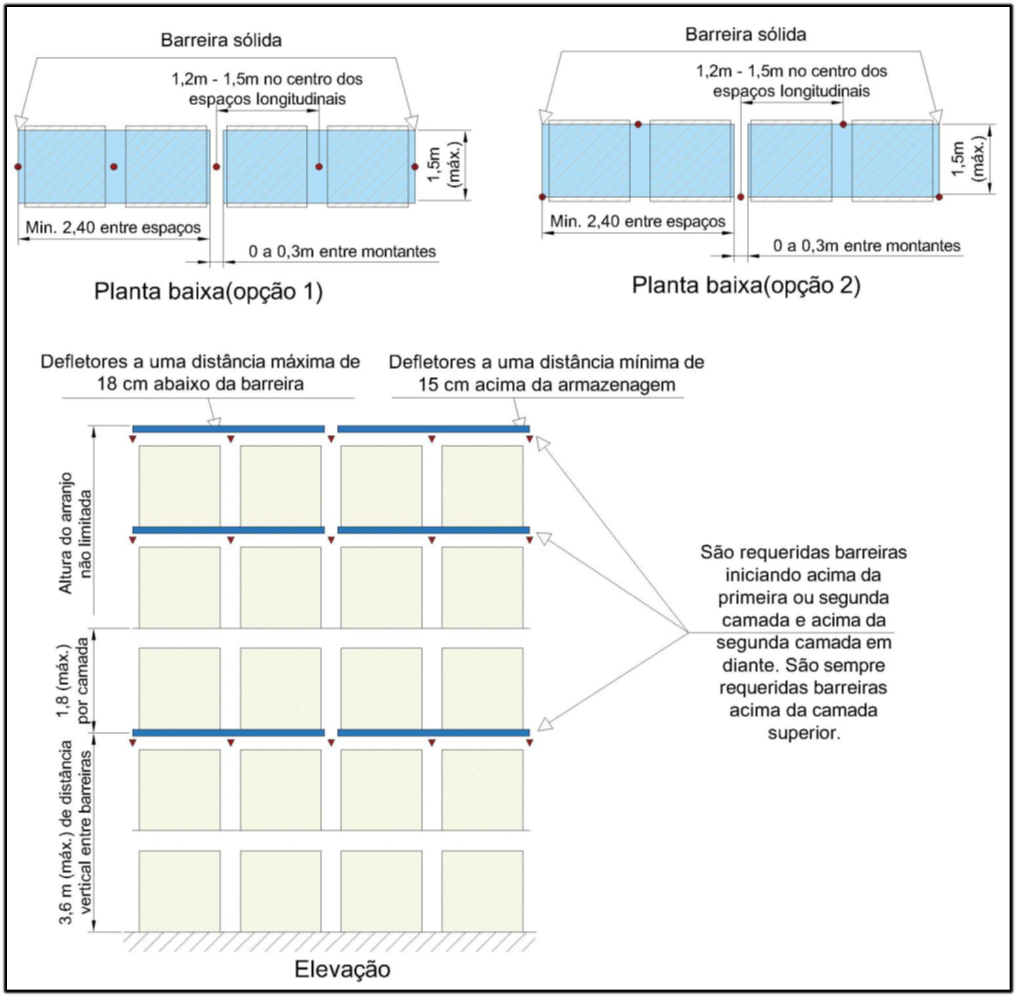 Barreira sólida
1,2m - 1,5m no centro dos
espaços longitudinais
1,5m
(máx.)
Min. 2,40 entre espaços
0 a 0,3m entre montantes
Planta baixa(opção 1)
Barreira sólida
1,2m - 1,5m no centro dos
espaços longitudinais
1,5m
(máx.)
Min. 2,40 entre espaços
0 a 0,3m entre montantes
Planta baixa(opção 2)
Defletores a uma distância máxima de
18 cm abaixo da barreira
Defletores a uma distância mínima de
15 cm acima da armazenagem
Altura do arranjo
não limitada
1,8 (máx.)
por camada
3,6 m (máx.) de distância
vertical entre barreiras
São requeridas barreiras
iniciando acima da
primeira ou segunda
camada e acima da
segunda camada em
diante. São sempre
requeridas barreiras
acima da camada
superior.
Elevação